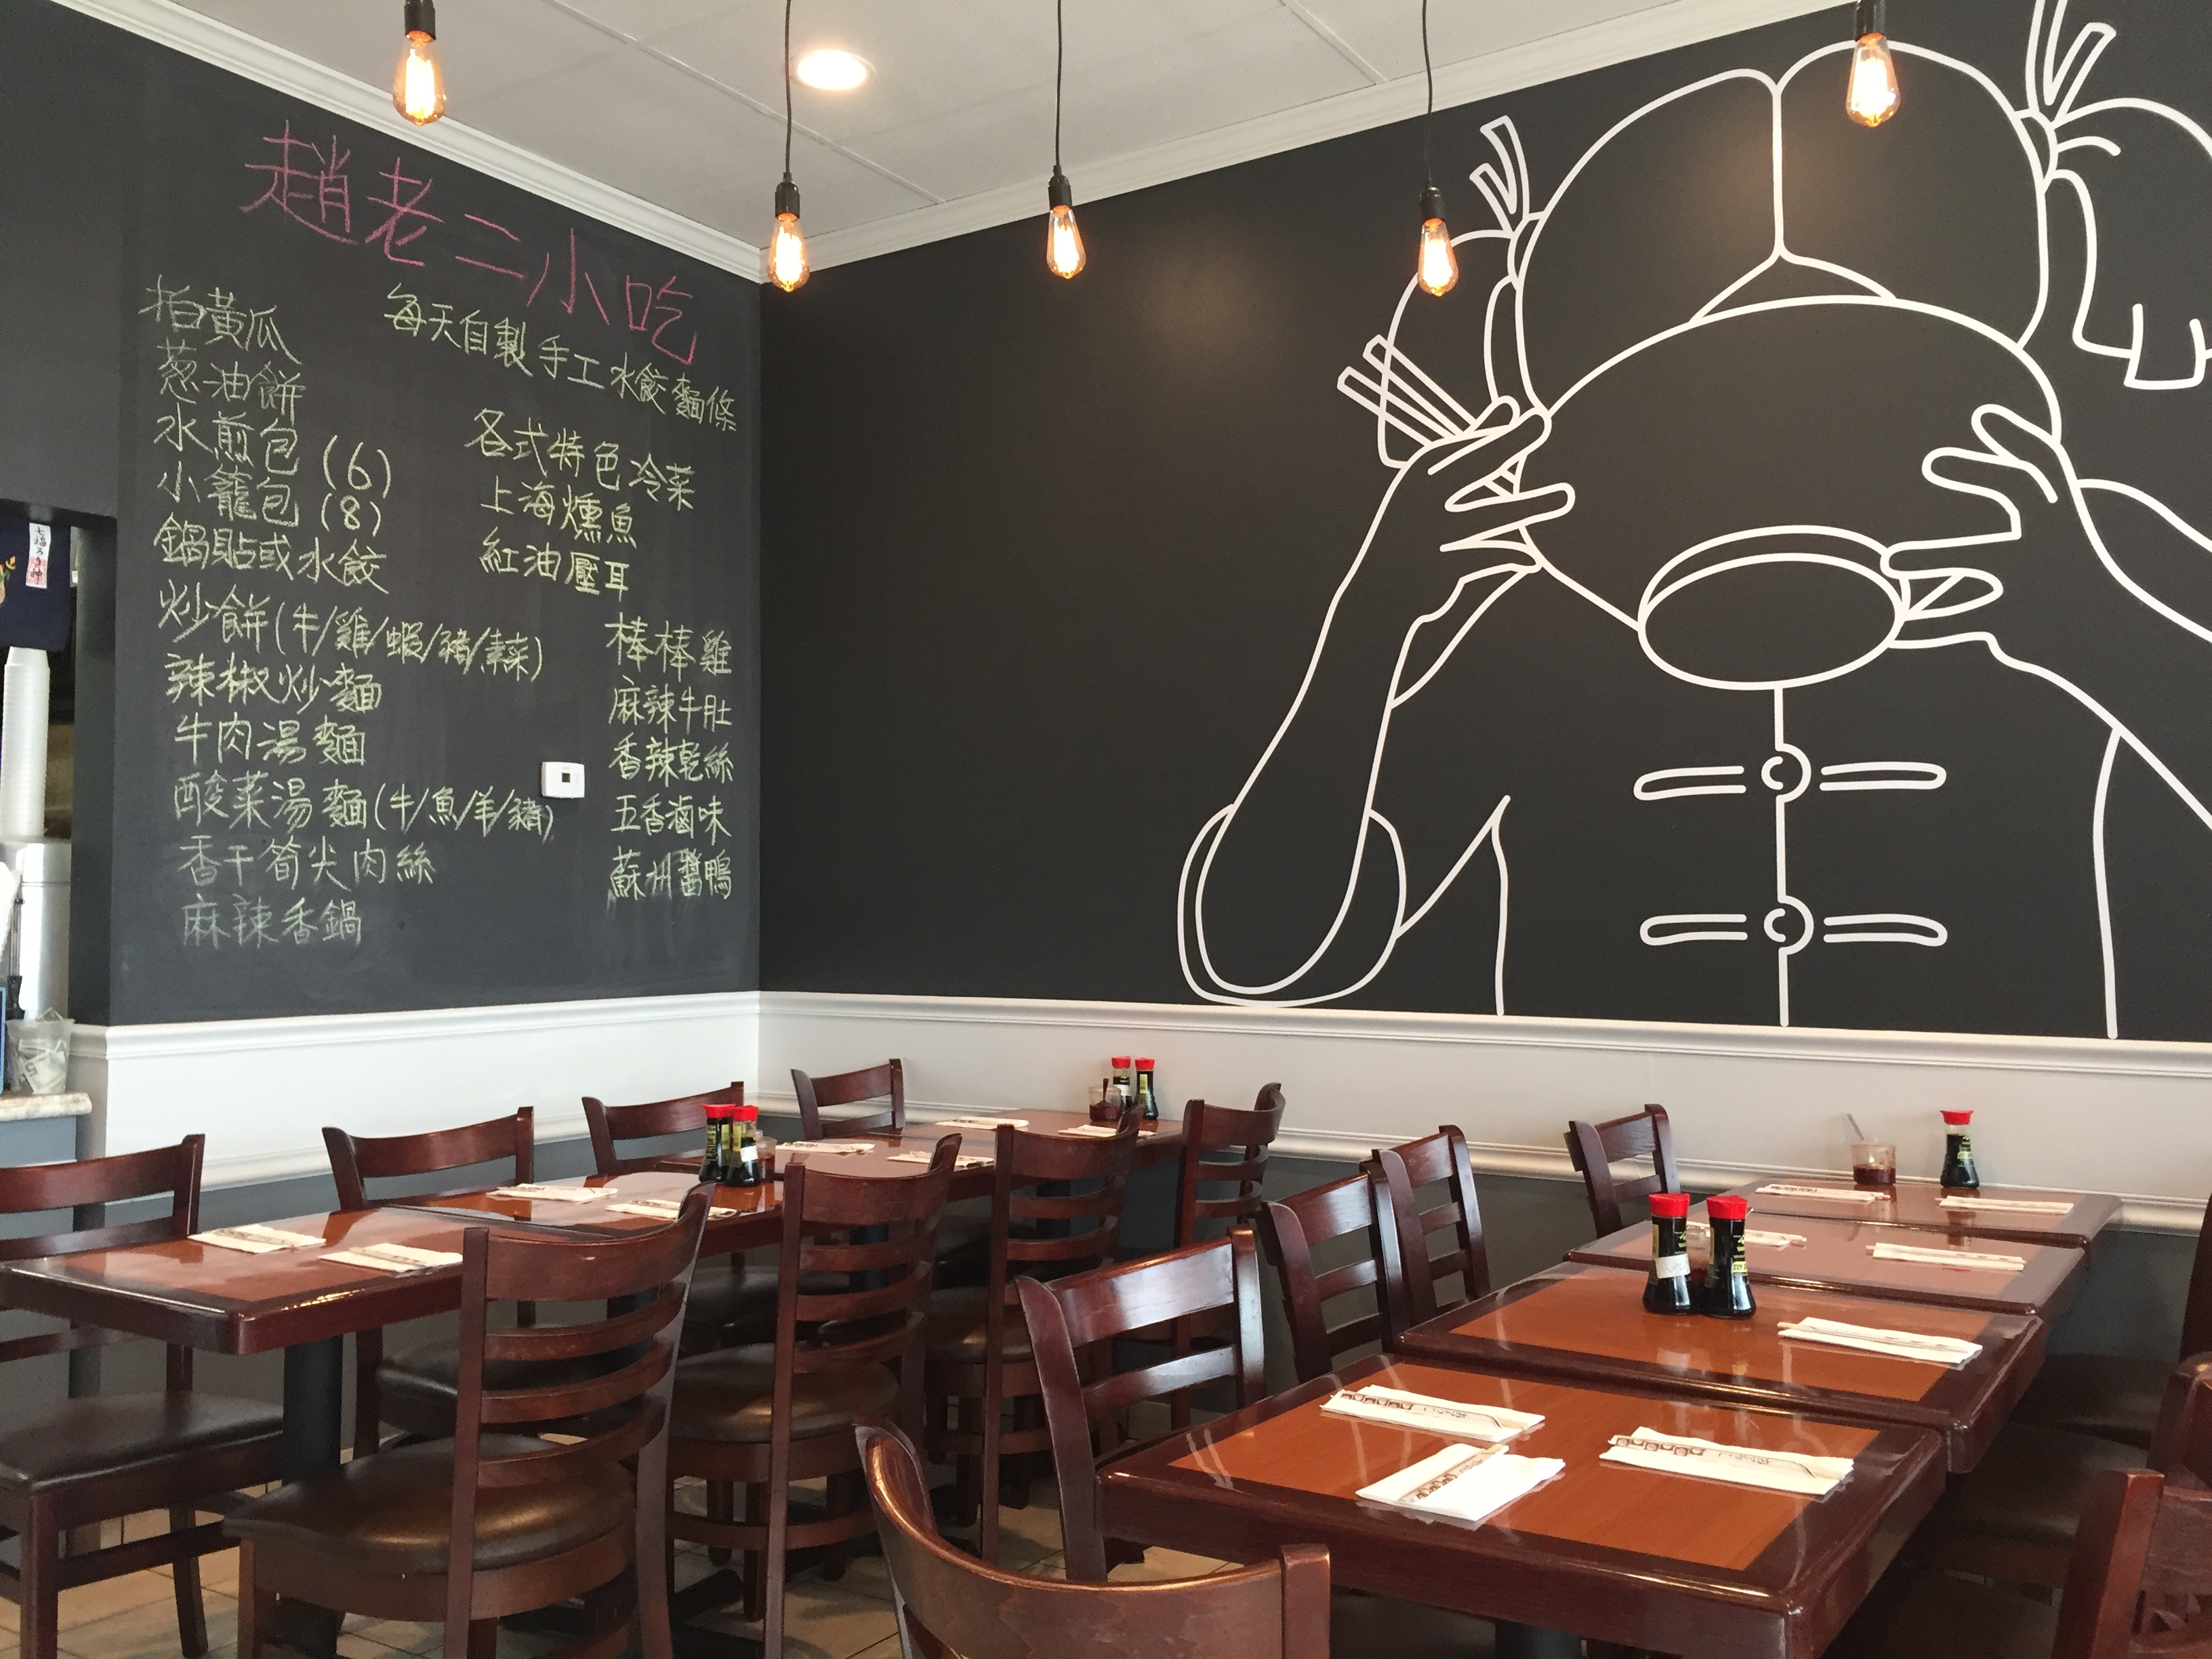 趙老二小吃
每天自製手工水餃麵條
拍黃瓜
葱油餅
水煎包(6)
小籠包(8)
鍋貼或水餃
炒餅(牛/雞/蝦/豬/素菜)
辣椒炒麵
牛肉湯麵
酸菜湯麵(牛/魚/羊/豬)
香干筍尖肉絲
麻辣香鍋
各式特色冷菜
上海燻魚
紅油壓耳
棒棒雞
麻辣牛肚
香辣乾絲
五香滷味
蘇州醬鴨